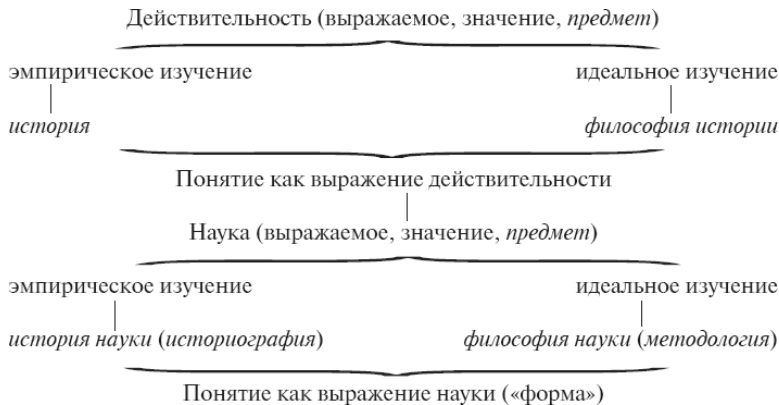 Действительность (выражаемое, значение, предмет)
эмпирическое изучение идеальное изучение
история философия истории
Понятие как выражение действительности
Наука (выражаемое, значение, предмет)
эмпирическое изучение идеальное изучение
история науки (историография) философия науки (методология)
Понятие как выражение науки («форма»)